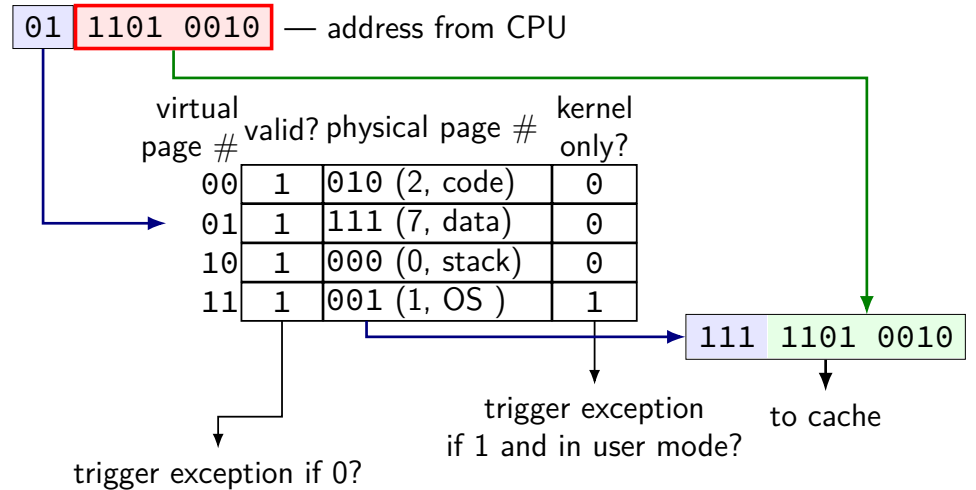 01 1101 0010 — address from CPU
virtual page # valid? physical page # kernel only?
00 1 010 (2, code) 0
01 1 111 (7, data) 0
10 1 000 (0, stack) 0
11 1 001 (1, OS ) 1
111 1101 0010
trigger exception
if 1 and in user mode?
to cache
trigger exception if 0?